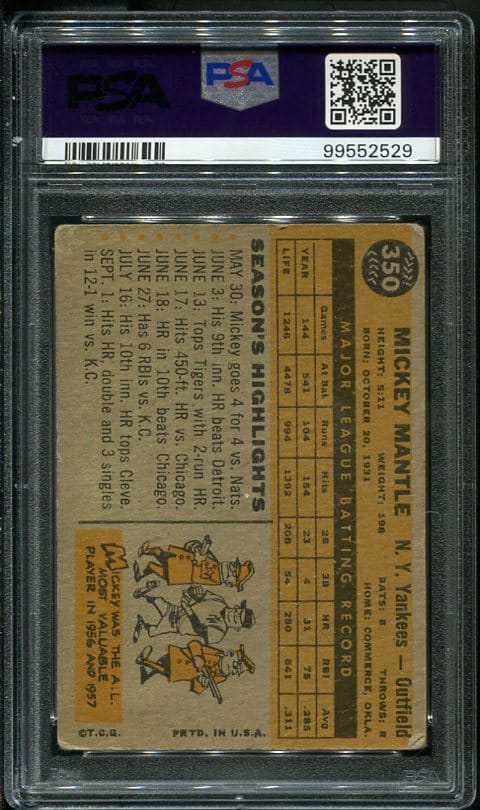 PSA
PSA
99552529
350
MICKEY MANTLE N. Y. Yankees — Outfield
HEIGHT: 5:11 WEIGHT: 198 BATS: B THROWS: R
BORN: OCTOBER 20, 1931 HOME: COMMERCE, OKLA.
MAJOR LEAGUE BATTING RECORD
Games At Bat Runs Hits 2B 3B HR RBI Avg
YEAR 144 541 104 154 23 4 31 75 .285
LIFE 1246 4478 994 1392 208 54 280 841 .311
SEASON'S HIGHLIGHTS
MAY 30: Mickey goes 4 for 4 vs. Nats.
JUNE 3: His 9th inn. HR beats Detroit.
JUNE 13: Tops Tigers with 2-run HR.
JUNE 17: Hits 450-ft. HR vs. Chicago.
JUNE 18: HR in 10th beats Chicago.
JUNE 27: Has 6 RBIs vs. K.C.
JULY 16: His 10th inn. HR tops Cleve.
SEPT. 1: Hits HR, double and 3 singles
in 12-1 win vs. K.C.
MICKEY WAS THE A.L.
MOST VALUABLE
PLAYER IN 1956 AND 1957
©T.C.G. PRTD. IN U.S.A.
PSA